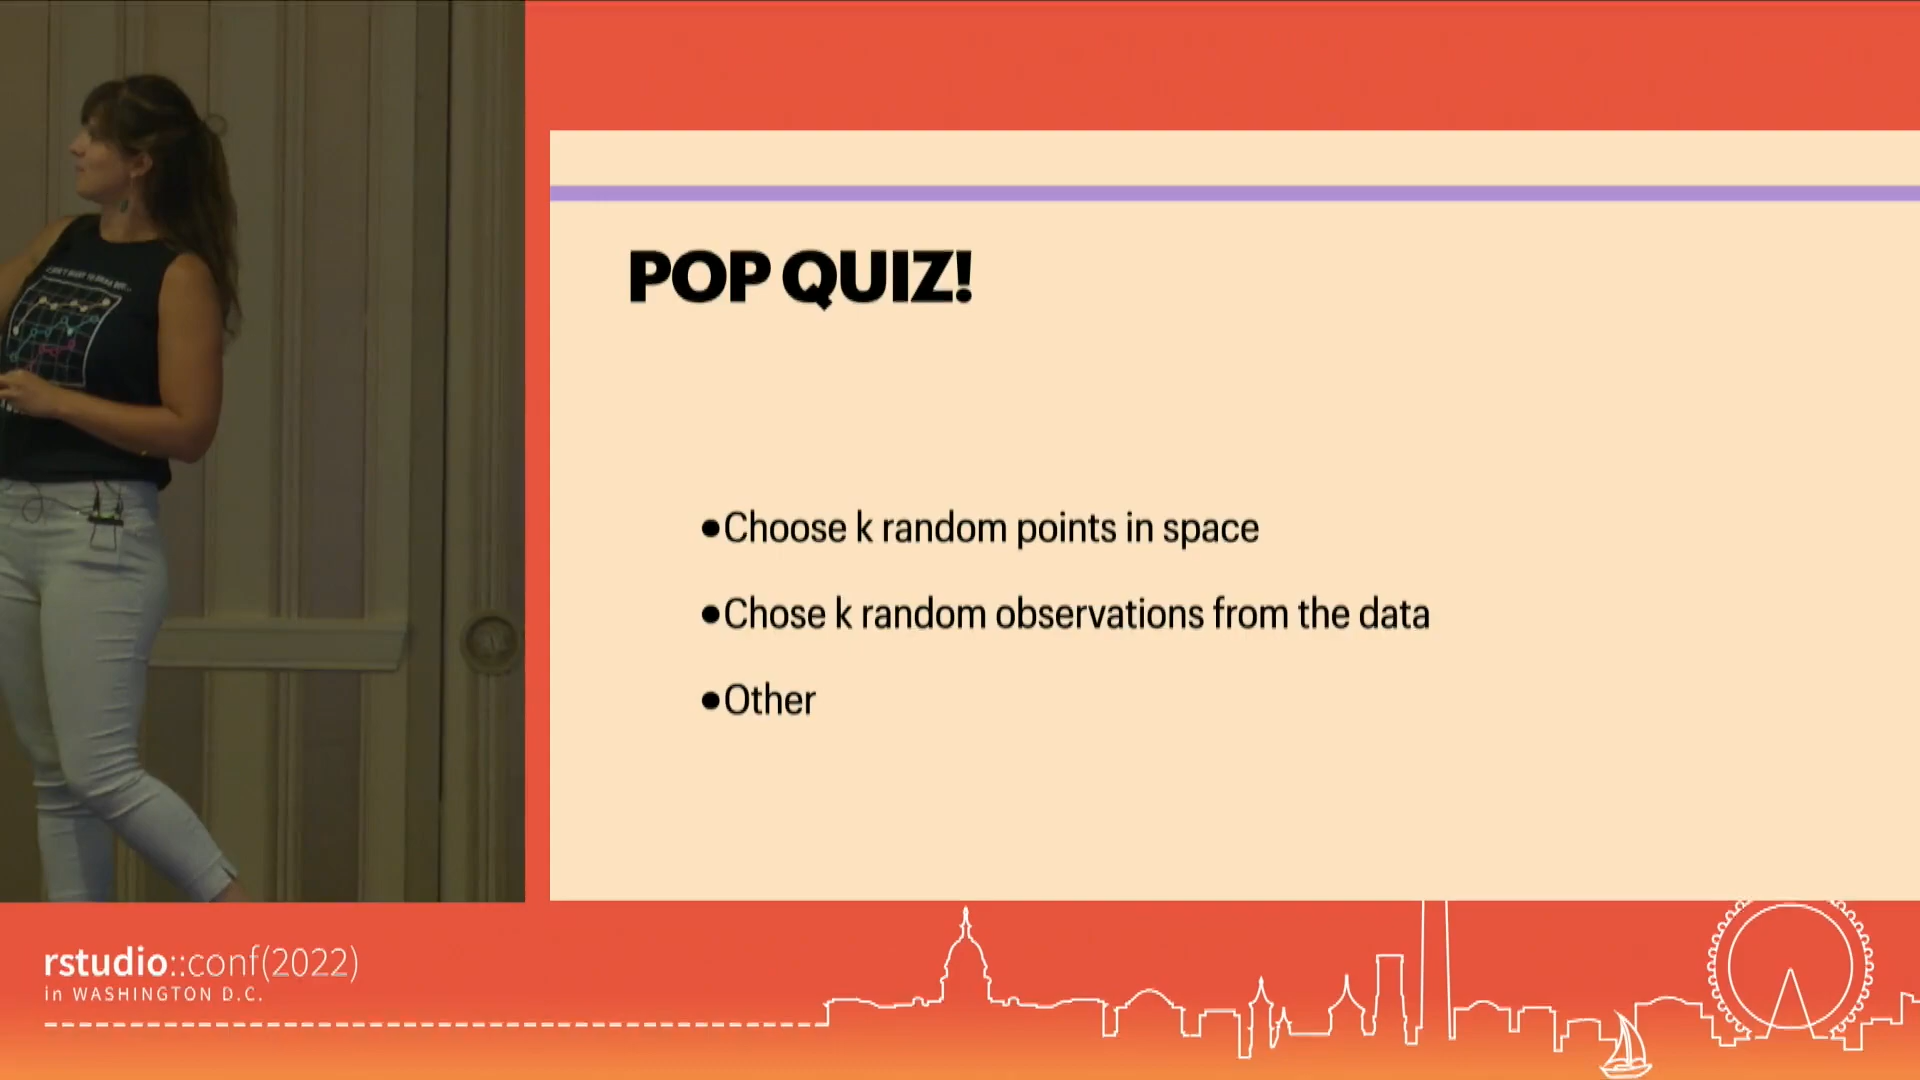 POP QUIZ!
•Choose k random points in space
•Chose k random observations from the data
•Other
rstudio::conf(2022)
in WASHINGTON D.C.